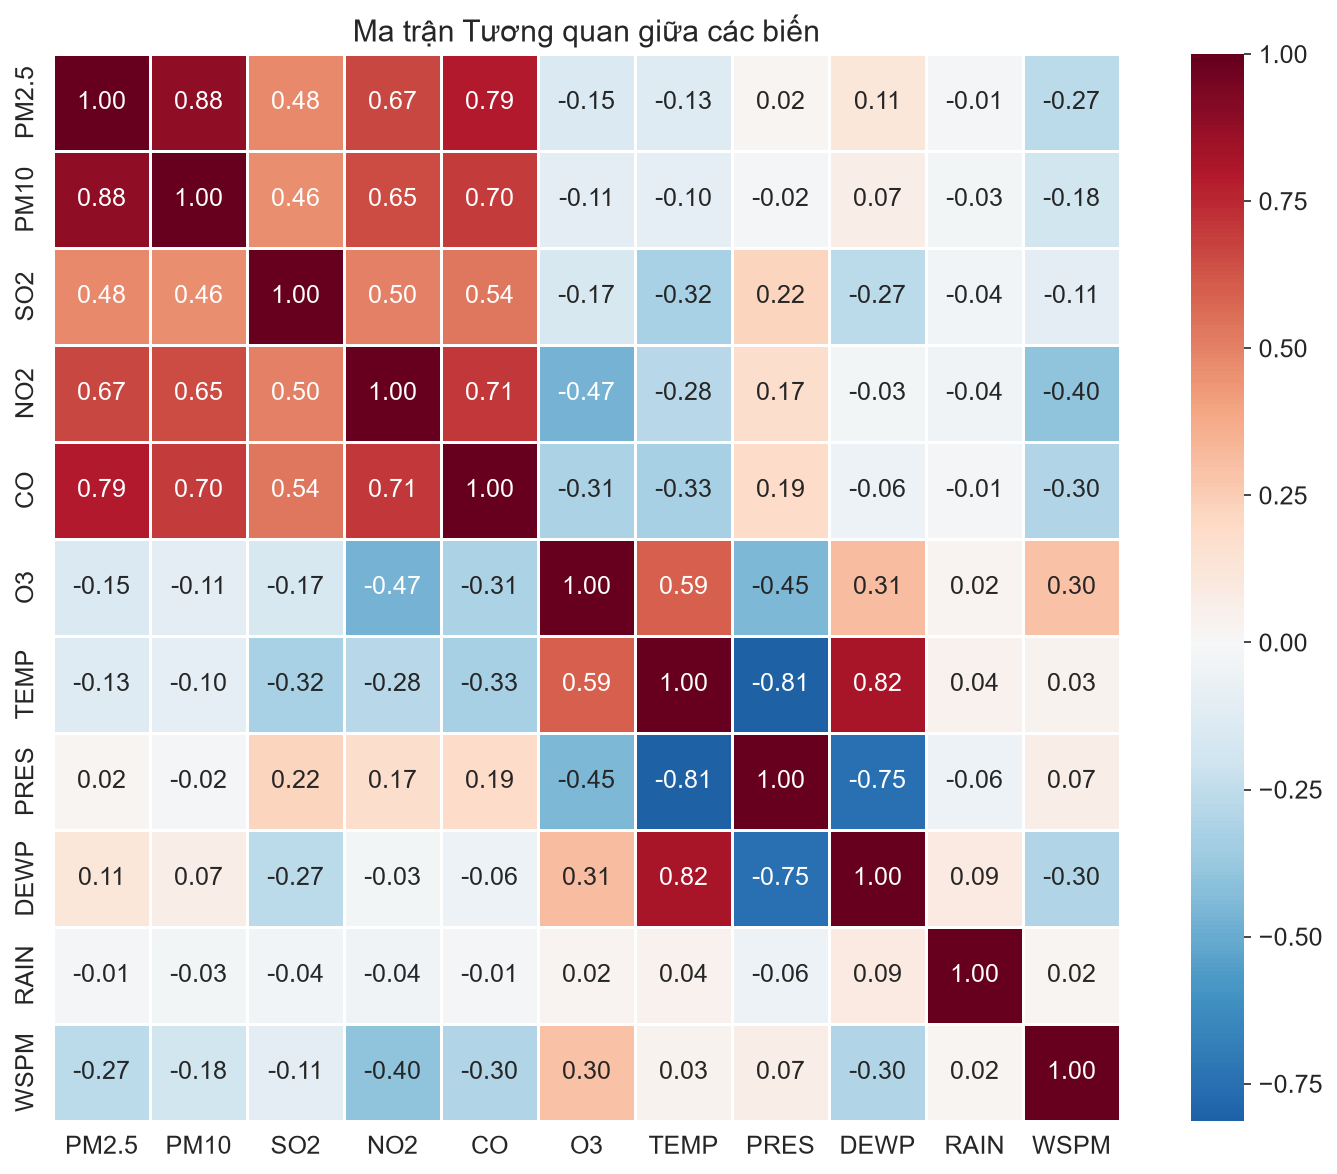 Ma trận Tương quan giữa các biến
PM2.5 1.00 0.88 0.48 0.67 0.79 -0.15 -0.13 0.02 0.11 -0.01 -0.27
PM10 0.88 1.00 0.46 0.65 0.70 -0.11 -0.10 -0.02 0.07 -0.03 -0.18
SO2 0.48 0.46 1.00 0.50 0.54 -0.17 -0.32 0.22 -0.27 -0.04 -0.11
NO2 0.67 0.65 0.50 1.00 0.71 -0.47 -0.28 0.17 -0.03 -0.04 -0.40
CO 0.79 0.70 0.54 0.71 1.00 -0.31 -0.33 0.19 -0.06 -0.01 -0.30
O3 -0.15 -0.11 -0.17 -0.47 -0.31 1.00 0.59 -0.45 0.31 0.02 0.30
TEMP -0.13 -0.10 -0.32 -0.28 -0.33 0.59 1.00 -0.81 0.82 0.04 0.03
PRES 0.02 -0.02 0.22 0.17 0.19 -0.45 -0.81 1.00 -0.75 -0.06 0.07
DEWP 0.11 0.07 -0.27 -0.03 -0.06 0.31 0.82 -0.75 1.00 0.09 -0.30
RAIN -0.01 -0.03 -0.04 -0.04 -0.01 0.02 0.04 -0.06 0.09 1.00 0.02
WSPM -0.27 -0.18 -0.11 -0.40 -0.30 0.30 0.03 0.07 -0.30 0.02 1.00
PM2.5 PM10 SO2 NO2 CO O3 TEMP PRES DEWP RAIN WSPM
1.00
0.75
0.50
0.25
0.00
−0.25
−0.50
−0.75